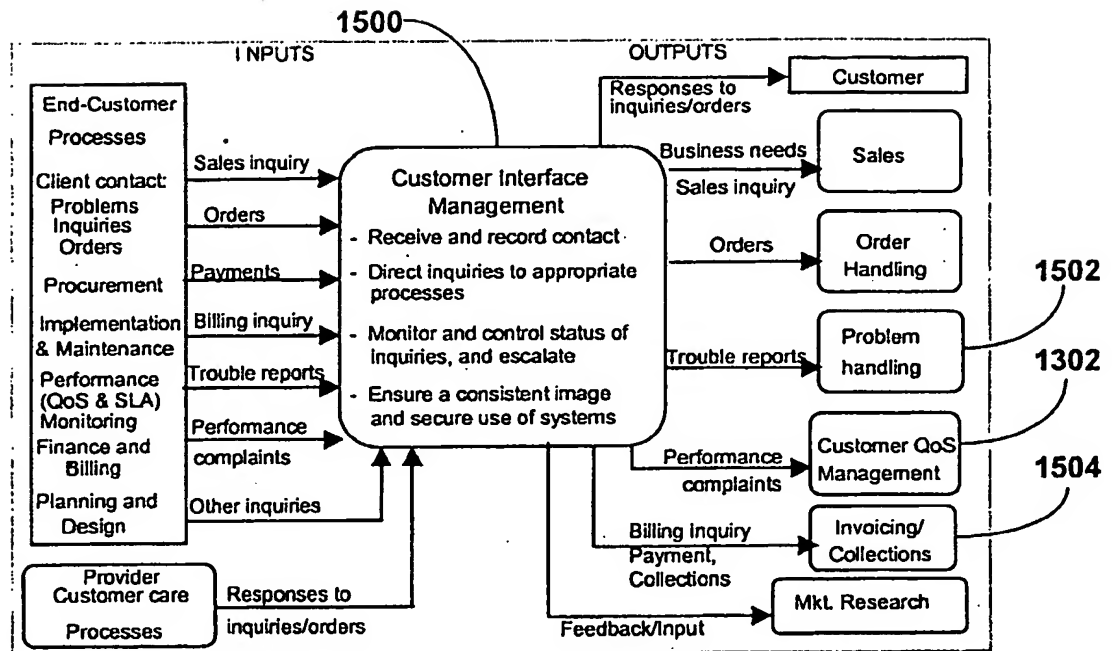 1500
INPUTS
OUTPUTS
End-Customer
Processes
Client contact:
Problems
Inquiries
Orders
Procurement
Implementation
& Maintenance
Performance
(QoS & SLA)
Monitoring
Finance and
Billing
Planning and
Design
Provider
Customer care
Processes
Sales inquiry
Orders
Payments
Billing inquiry
Trouble reports
Performance
complaints
Other inquiries
Responses to
inquiries/orders
Customer Interface
Management
- Receive and record contact
- Direct inquiries to appropriate
processes
- Monitor and control status of
inquiries, and escalate
- Ensure a consistent image
and secure use of systems
Responses to
inquiries/orders
Business needs
Sales inquiry
Orders
Trouble reports
Performance
complaints
Billing Inquiry
Payment,
Collections
Feedback/Input
Customer
Sales
Order
Handling
Problem
handling
Customer QoS
Management
Invoicing/
Collections
Mkt. Research
1502
1302
1504